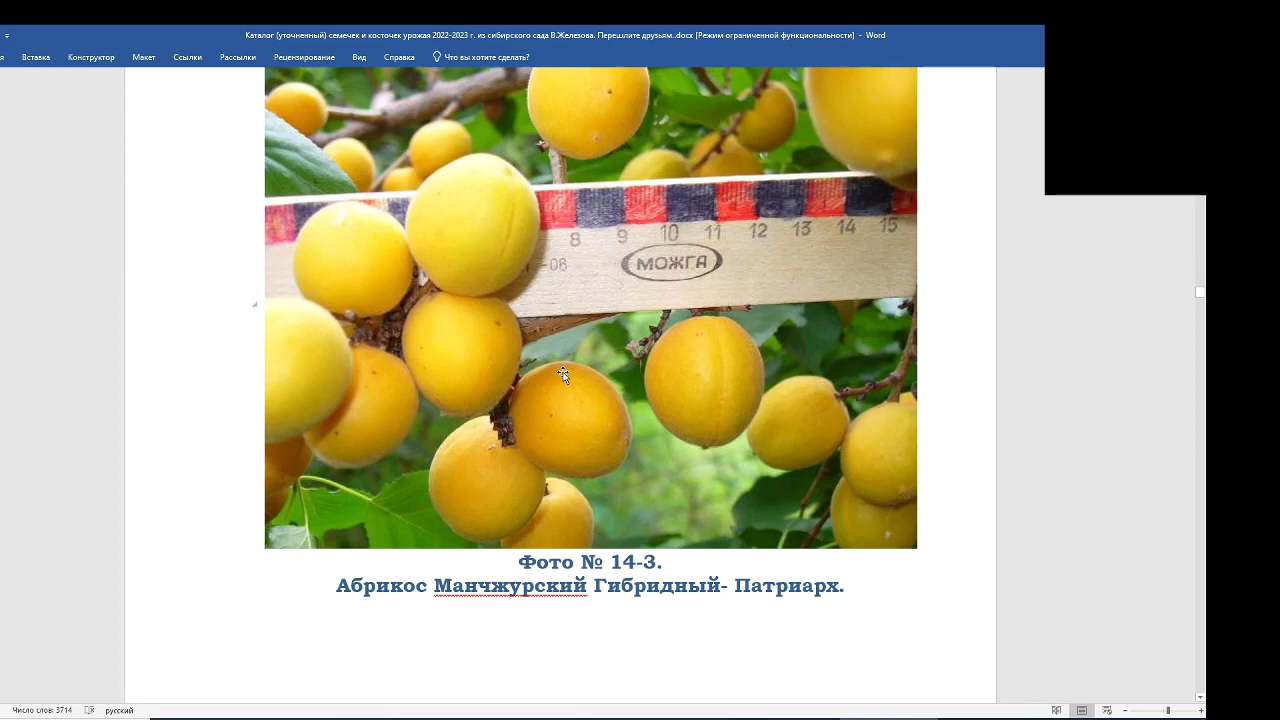 Каталог (уточненный) семечек и косточек урожая 2022-2023 г. из сибирского сада В.Железова. Перешлите друзьям..docx [Режим ограниченной функциональности] - Word
Вставка Конструктор Макет Ссылки Рассылки Рецензирование Вид Справка Что вы хотите сделать?
8 9 10 11 12 13 14 15
-06 МОЖГА
Фото № 14-3.
Абрикос Манчжурский Гибридный- Патриарх.
Число слов: 3714 русский